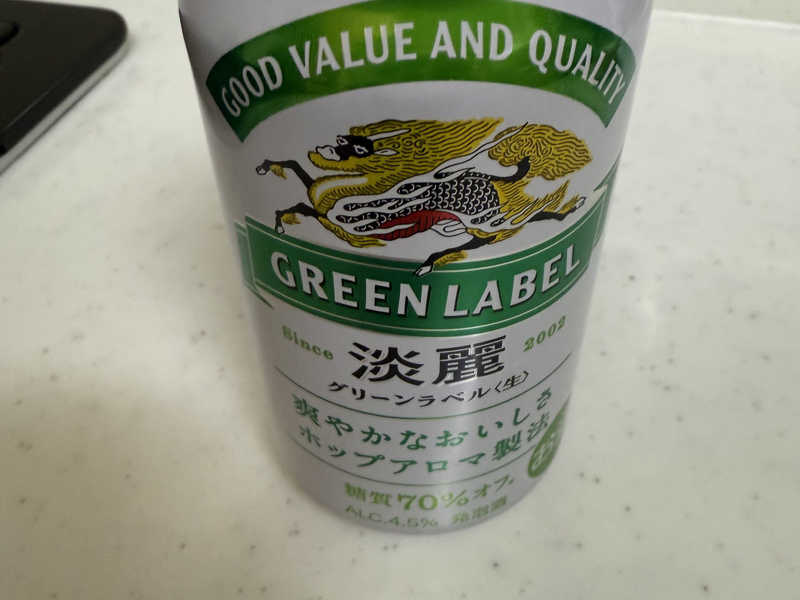 GOOD VALUE AND QUALITY
GREEN LABEL
Since 2002
淡麗
グリーンラベル〈生〉
爽やかなおいしさ
ホップアロマ製法
糖質70%オフ
ALC.4.5% 発泡酒